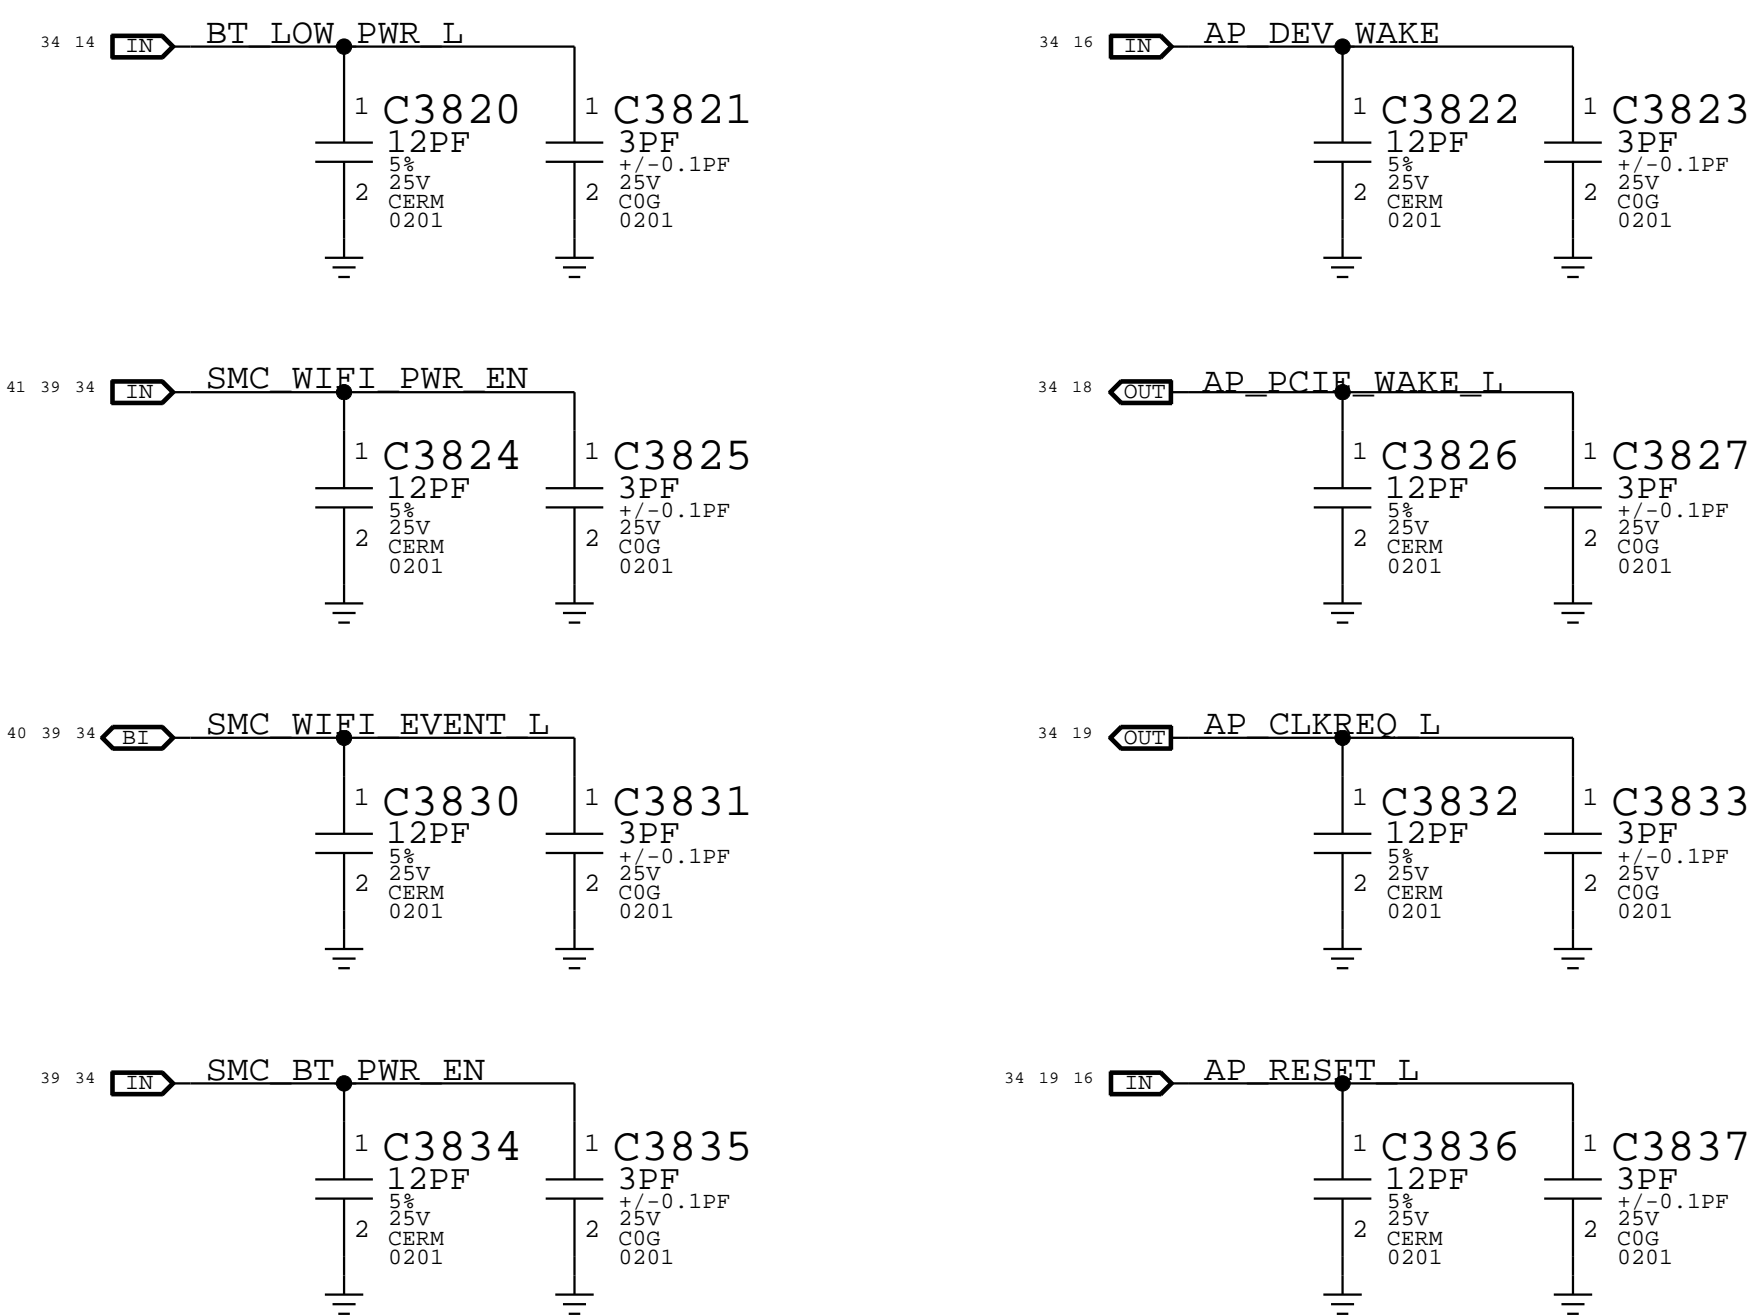 34 14 IN BT_LOW_PWR_L
1 C3820
12PF
5%
25V
2 CERM
0201
1 C3821
3PF
+/-0.1PF
25V
2 C0G
0201
34 16 IN AP_DEV_WAKE
1 C3822
12PF
5%
25V
2 CERM
0201
1 C3823
3PF
+/-0.1PF
25V
2 C0G
0201
41 39 34 IN SMC_WIFI_PWR_EN
1 C3824
12PF
5%
25V
2 CERM
0201
1 C3825
3PF
+/-0.1PF
25V
2 C0G
0201
34 18 OUT AP_PCIE_WAKE_L
1 C3826
12PF
5%
25V
2 CERM
0201
1 C3827
3PF
+/-0.1PF
25V
2 C0G
0201
40 39 34 BI SMC_WIFI_EVENT_L
1 C3830
12PF
5%
25V
2 CERM
0201
1 C3831
3PF
+/-0.1PF
25V
2 C0G
0201
34 19 OUT AP_CLKREQ_L
1 C3832
12PF
5%
25V
2 CERM
0201
1 C3833
3PF
+/-0.1PF
25V
2 C0G
0201
39 34 IN SMC_BT_PWR_EN
1 C3834
12PF
5%
25V
2 CERM
0201
1 C3835
3PF
+/-0.1PF
25V
2 C0G
0201
34 19 16 IN AP_RESET_L
1 C3836
12PF
5%
25V
2 CERM
0201
1 C3837
3PF
+/-0.1PF
25V
2 C0G
0201